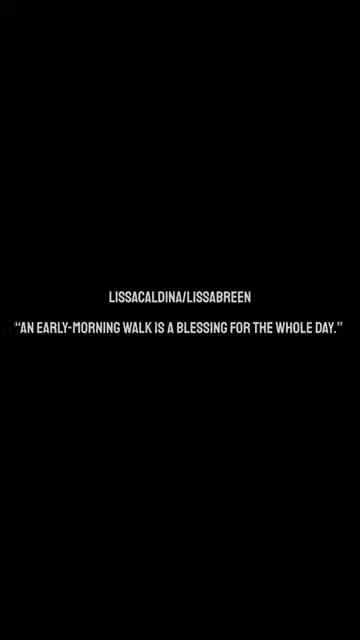 LISSACALDINA/LISSABREEN
“AN EARLY-MORNING WALK IS A BLESSING FOR THE WHOLE DAY.”